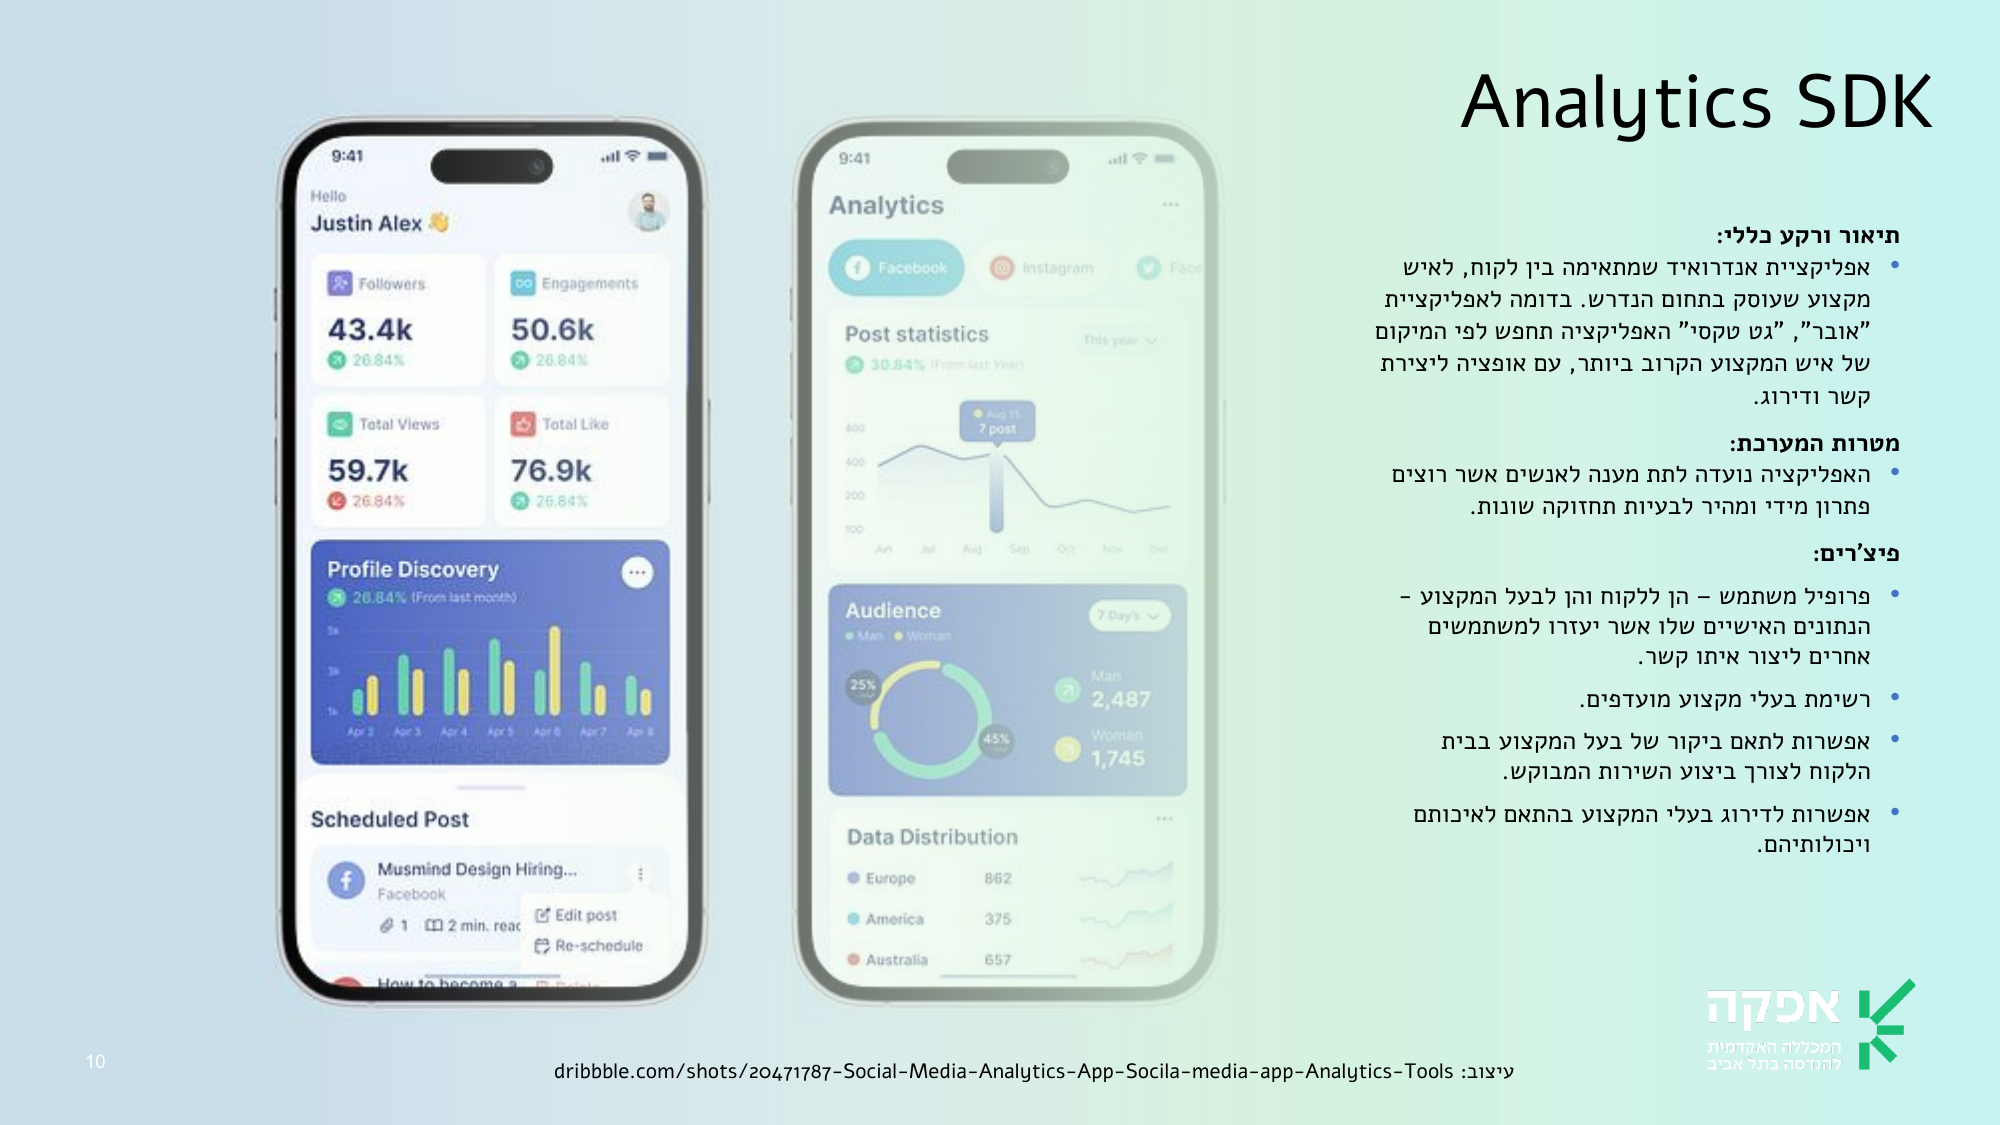 Analytics SDK
תיאור ורקע כללי:
אפליקציית אנדרואיד שמתאימה בין לקוח, לאיש
מקצוע שעוסק בתחום הנדרש. בדומה לאפליקציית
"אובר", "גט טקסי" האפליקציה תחפש לפי המיקום
של איש המקצוע הקרוב ביותר, עם אופציה ליצירת
קשר ודירוג.
מטרות המערכת:
האפליקציה נועדה לתת מענה לאנשים אשר רוצים
פתרון מידי ומהיר לבעיות תחזוקה שונות.
פיצ'רים:
פרופיל משתמש – הן ללקוח והן לבעל המקצוע -
הנתונים האישיים שלו אשר יעזרו למשתמשים
אחרים ליצור איתו קשר.
רשימת בעלי מקצוע מועדפים.
אפשרות לתאם ביקור של בעל המקצוע בבית
הלקוח לצורך ביצוע השירות המבוקש.
אפשרות לדירוג בעלי המקצוע בהתאם לאיכותם
ויכולותיהם.
9:41
Hello
Justin Alex 👋
Followers
43.4k
26.84%
Engagements
50.6k
26.84%
Total Views
59.7k
26.84%
Total Like
76.9k
26.84%
Profile Discovery
26.84% (From last month)
5k
3k
1k
Apr 2 Apr 3 Apr 4 Apr 5 Apr 6 Apr 7 Apr 8
Scheduled Post
Musmind Design Hiring...
Facebook
1 2 min. read
Edit post
Re-schedule
How to become a
Delete
9:41
Analytics
Facebook Instagram Face
Post statistics
This year
30.84% (From last Year)
Aug 15
7 post
600
400
200
100
Jun Jul Aug Sep Oct Nov Dec
Audience
7 Day's
Man Woman
25%
45%
Man
2,487
Woman
1,745
Data Distribution
Europe 862
America 375
Australia 657
אפקה
המכללה האקדמית
להנדסה בתל אביב
עיצוב: dribbble.com/shots/20471787-Social-Media-Analytics-App-Socila-media-app-Analytics-Tools
10